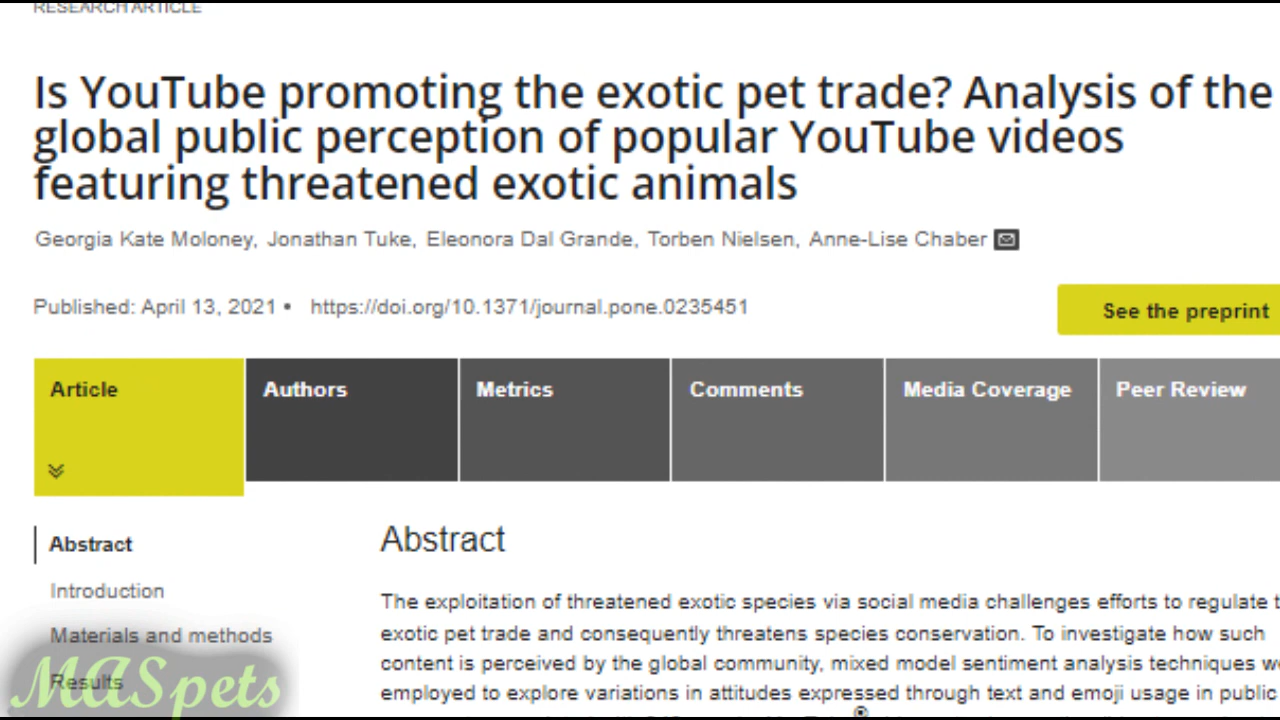 RESEARCH ARTICLE
Is YouTube promoting the exotic pet trade? Analysis of the
global public perception of popular YouTube videos
featuring threatened exotic animals
Georgia Kate Moloney, Jonathan Tuke, Eleonora Dal Grande, Torben Nielsen, Anne-Lise Chaber
Published: April 13, 2021 • https://doi.org/10.1371/journal.pone.0235451
See the preprint
Article
Authors
Metrics
Comments
Media Coverage
Peer Review
Abstract
Introduction
Materials and methods
Results
MASpets
Abstract
The exploitation of threatened exotic species via social media challenges efforts to regulate
exotic pet trade and consequently threatens species conservation. To investigate how such
content is perceived by the global community, mixed model sentiment analysis techniques
employed to explore variations in attitudes expressed through text and emoji usage in public